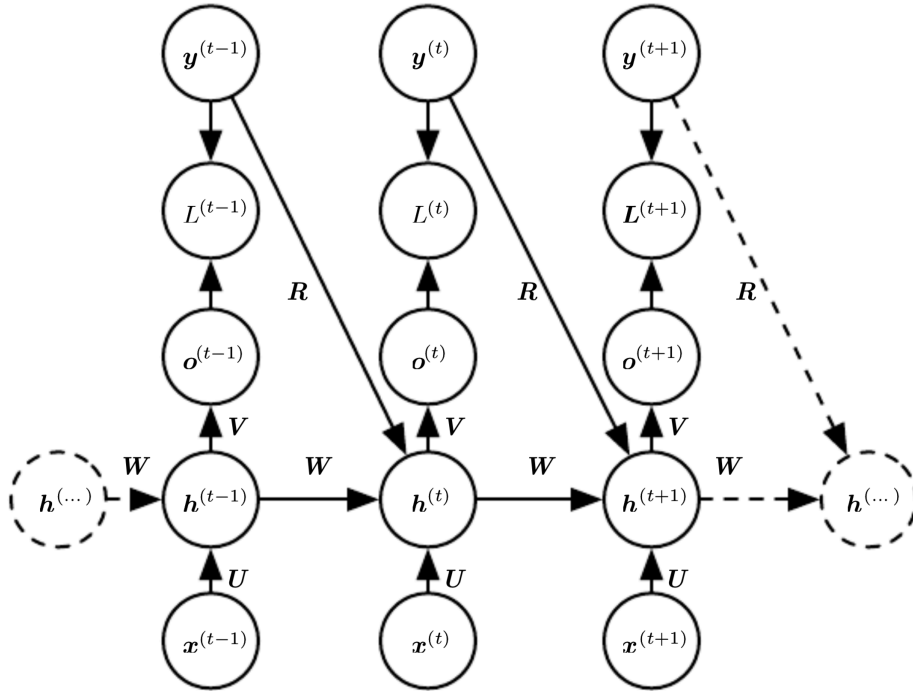 y^(t−1) y^(t) y^(t+1)
L^(t−1) L^(t) L^(t+1)
R R R
o^(t−1) o^(t) o^(t+1)
V V V
W W W W
h^(...) h^(t−1) h^(t) h^(t+1) h^(...)
U U U
x^(t−1) x^(t) x^(t+1)